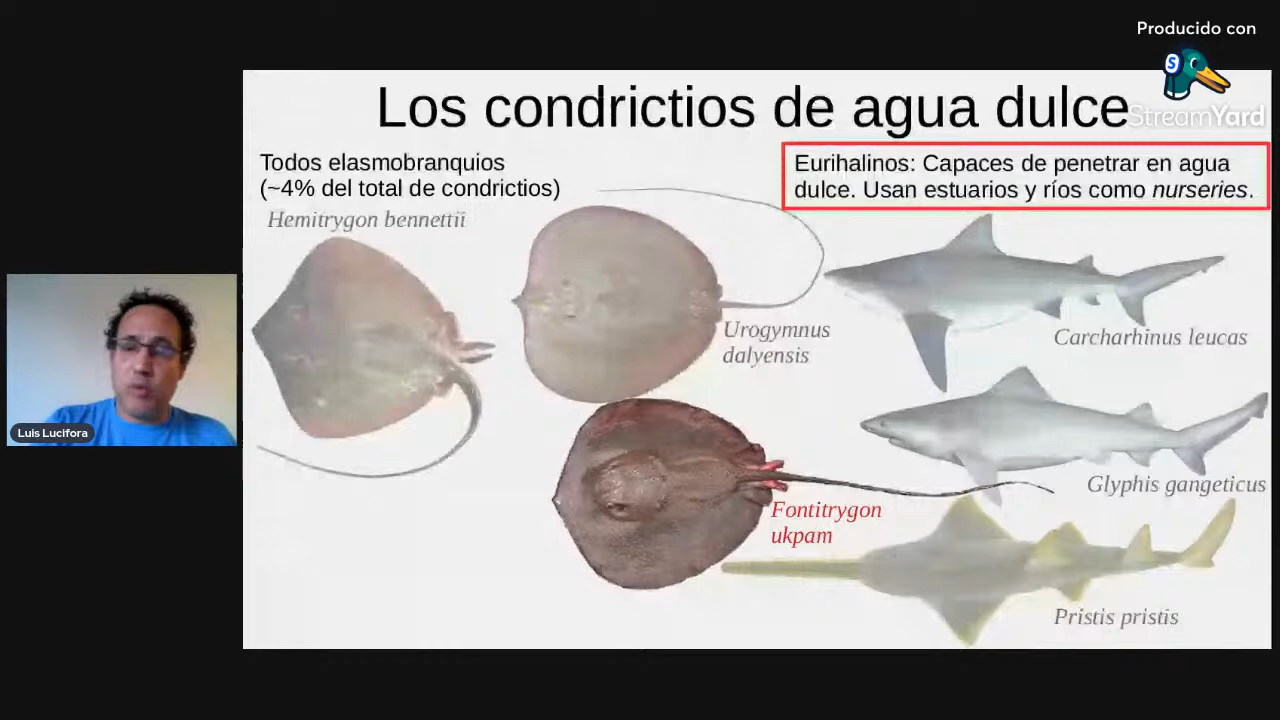 Producido con
StreamYard
Los condrictios de agua dulce
Todos elasmobranquios
(~4% del total de condrictios)
Eurihalinos: Capaces de penetrar en agua
dulce. Usan estuarios y ríos como nurseries.
Hemitrygon bennettii
Urogymnus
dalyensis
Carcharhinus leucas
Glyphis gangeticus
Fontitrygon
ukpam
Pristis pristis
Luis Lucifora